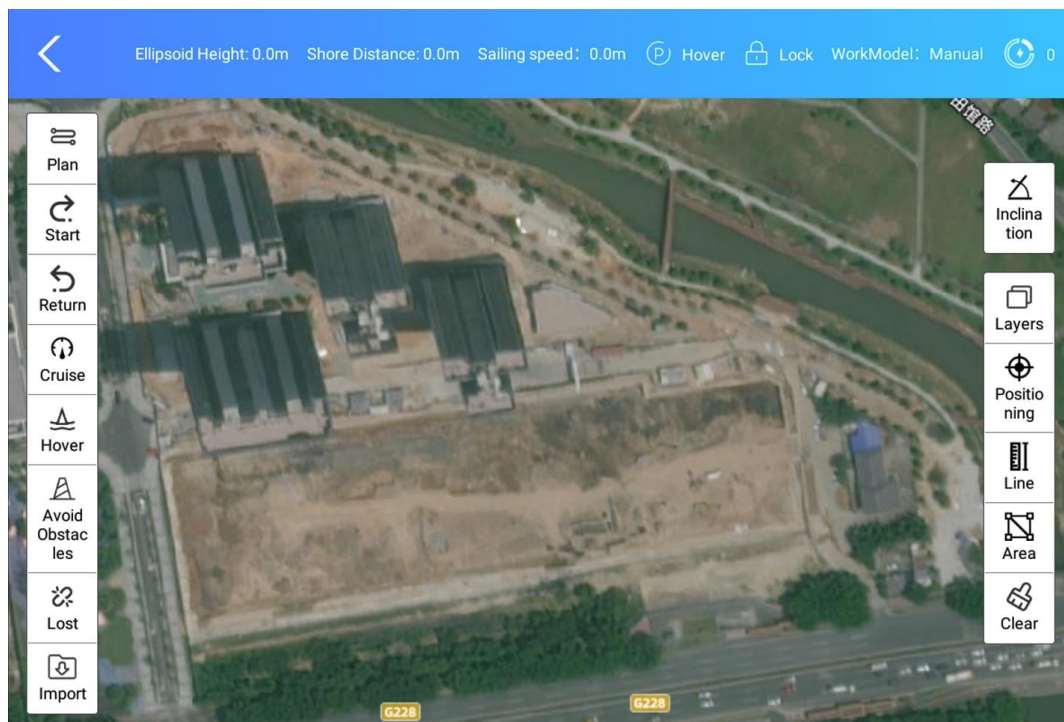 Ellipsoid Height: 0.0m Shore Distance: 0.0m Sailing speed: 0.0m P Hover Lock WorkModel: Manual 0
田馆路
Plan
Start
Return
Cruise
Hover
Avoid
Obstac
les
Lost
Import
Inclina
tion
Layers
Positio
ning
Line
Area
Clear
G228
G228